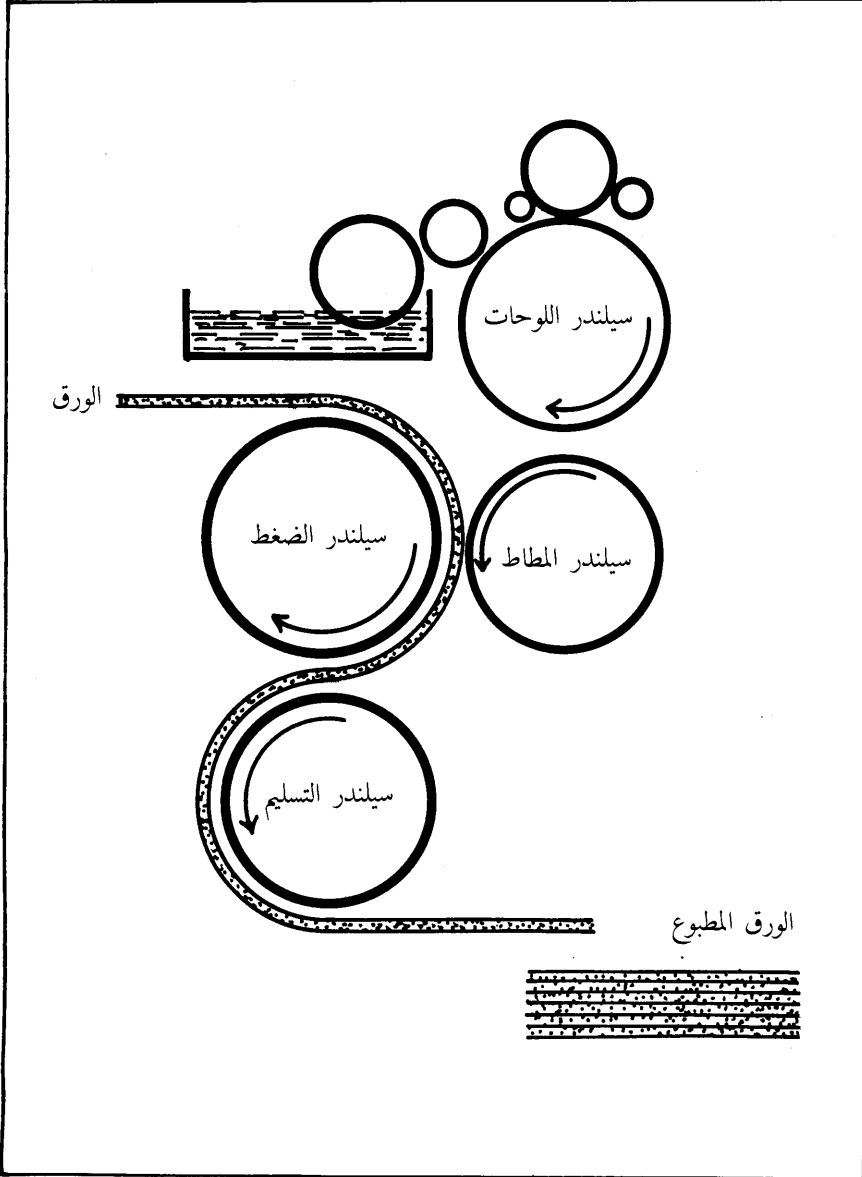 سيلندر اللوحات
الورق
سيلندر الضغط
سيلندر المطاط
سيلندر التسليم
الورق المطبوع